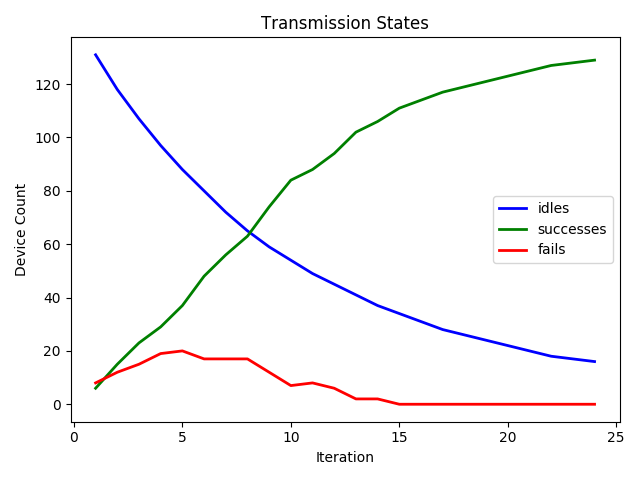 Transmission States
Device Count
120
100
80
60
40
20
0
idles
successes
fails
0 5 10 15 20 25
Iteration